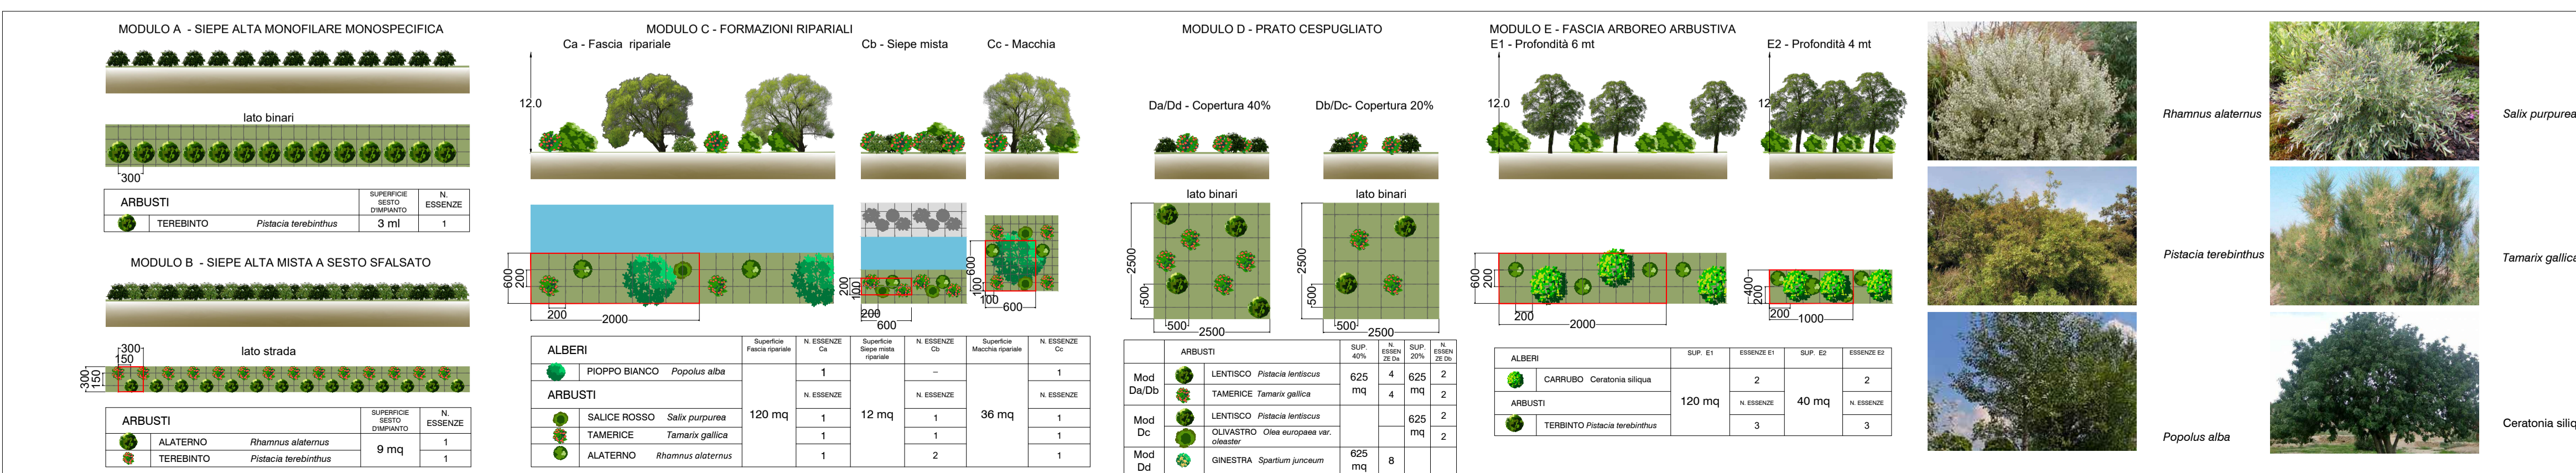 MODULO A - SIEPE ALTA MONOFILARE MONOSPECIFICA
lato binari
300
ARBUSTI
SUPERFICIE
SESTO
D'IMPIANTO
N.
ESSENZE
TEREBINTO Pistacia terebinthus 3 ml 1
MODULO B - SIEPE ALTA MISTA A SESTO SFALSATO
lato strada
300
150
300
150
ARBUSTI
SUPERFICIE
SESTO
D'IMPIANTO
N.
ESSENZE
ALATERNO Rhamnus alaternus 1
9 mq
TEREBINTO Pistacia terebinthus 1
MODULO C - FORMAZIONI RIPARIALI
Ca - Fascia ripariale
Cb - Siepe mista
Cc - Macchia
12.0
600
200
200
2000
200
100
200
600
600
100
100
600
ALBERI
Superficie
Fascia ripariale
N. ESSENZE
Ca
Superficie
Siepe mista
ripariale
N. ESSENZE
Cb
Superficie
Macchia ripariale
N. ESSENZE
Cc
PIOPPO BIANCO Popolus alba 1 – 1
ARBUSTI N. ESSENZE N. ESSENZE N. ESSENZE
120 mq 12 mq 36 mq
SALICE ROSSO Salix purpurea 1 1 1
TAMERICE Tamarix gallica 1 1 1
ALATERNO Rhamnus alaternus 1 2 1
MODULO D - PRATO CESPUGLIATO
Da/Dd - Copertura 40%
Db/Dc- Copertura 20%
lato binari
lato binari
2500
500
500
2500
2500
500
500
2500
ARBUSTI
SUP.
40%
N.
ESSEN
ZE Da
SUP.
20%
N.
ESSEN
ZE Db
Mod
Da/Db
LENTISCO Pistacia lentiscus 4 2
625
mq
625
mq
TAMERICE Tamarix gallica 4 2
Mod
Dc
LENTISCO Pistacia lentiscus 2
625
mq
OLIVASTRO Olea europaea var.
oleaster
2
Mod
Dd
GINESTRA Spartium junceum
625
mq
8
MODULO E - FASCIA ARBOREO ARBUSTIVA
E1 - Profondità 6 mt
E2 - Profondità 4 mt
12.0
12
600
200
200
2000
400
200
200
1000
ALBERI SUP. E1 ESSENZE E1 SUP. E2 ESSENZE E2
CARRUBO Ceratonia siliqua 2 2
ARBUSTI 120 mq N. ESSENZE 40 mq N. ESSENZE
TERBINTO Pistacia terebinthus 3 3
Rhamnus alaternus
Salix purpurea
Pistacia terebinthus
Tamarix gallica
Popolus alba
Ceratonia siliq